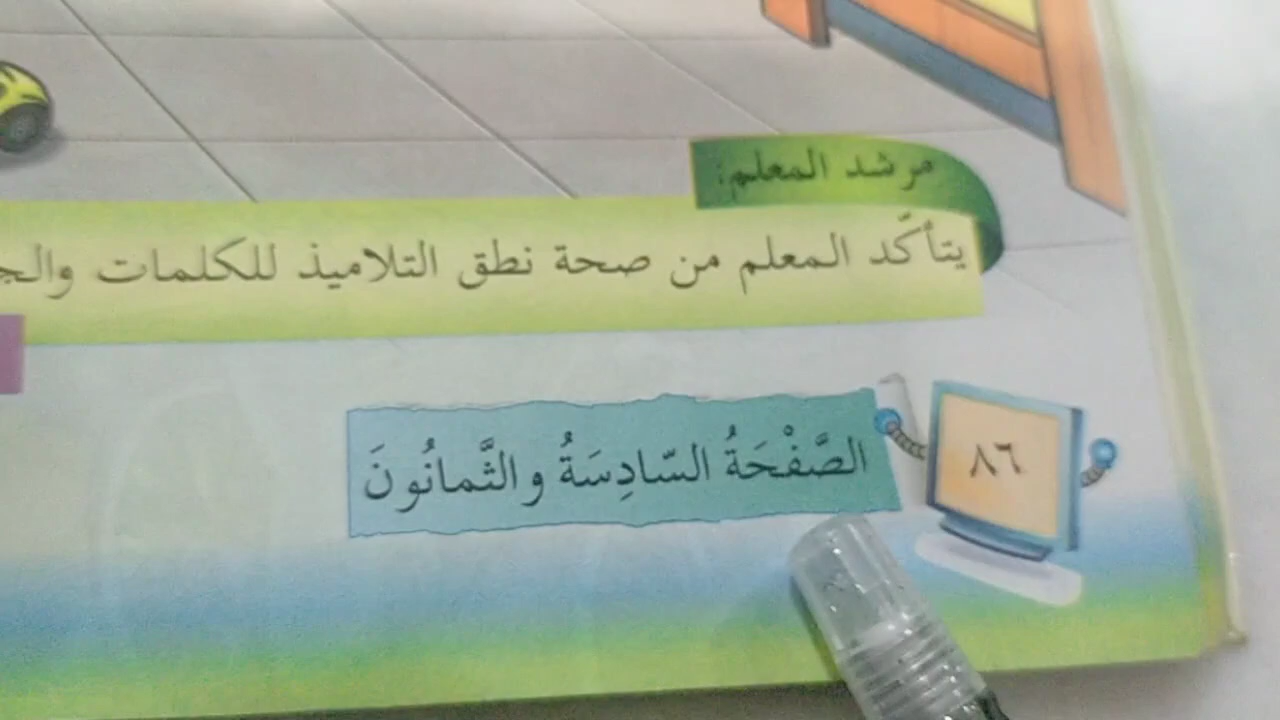 مرشد المعلم:
يتأكّد المعلم من صحة نطق التلاميذ للكلمات
٨٦
الصَّفْحَةُ السّادِسَةُ والثَّمانُونَ